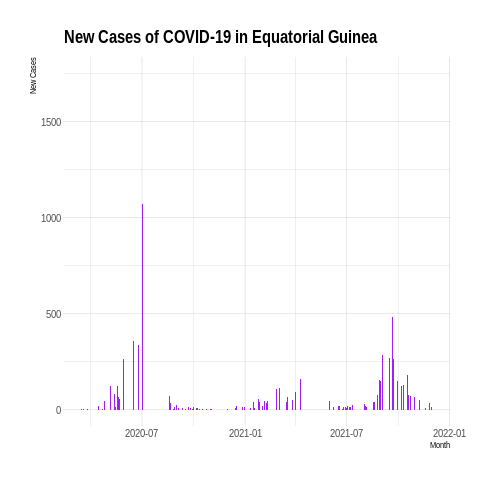 New Cases of COVID-19 in Equatorial Guinea
New Cases
1500
1000
500
0
2020-07
2021-01
2021-07
2022-01
Month